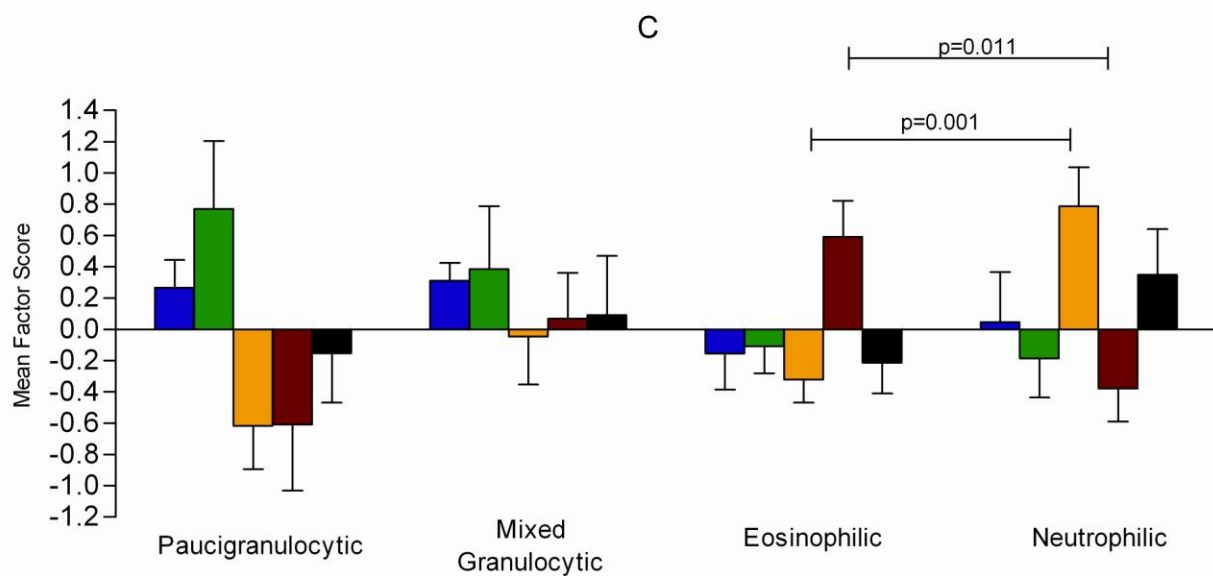 C
p=0.011
p=0.001
Mean Factor Score
1.4
1.2
1.0
0.8
0.6
0.4
0.2
0.0
-0.2
-0.4
-0.6
-0.8
-1.0
-1.2
Paucigranulocytic
Mixed
Granulocytic
Eosinophilic
Neutrophilic